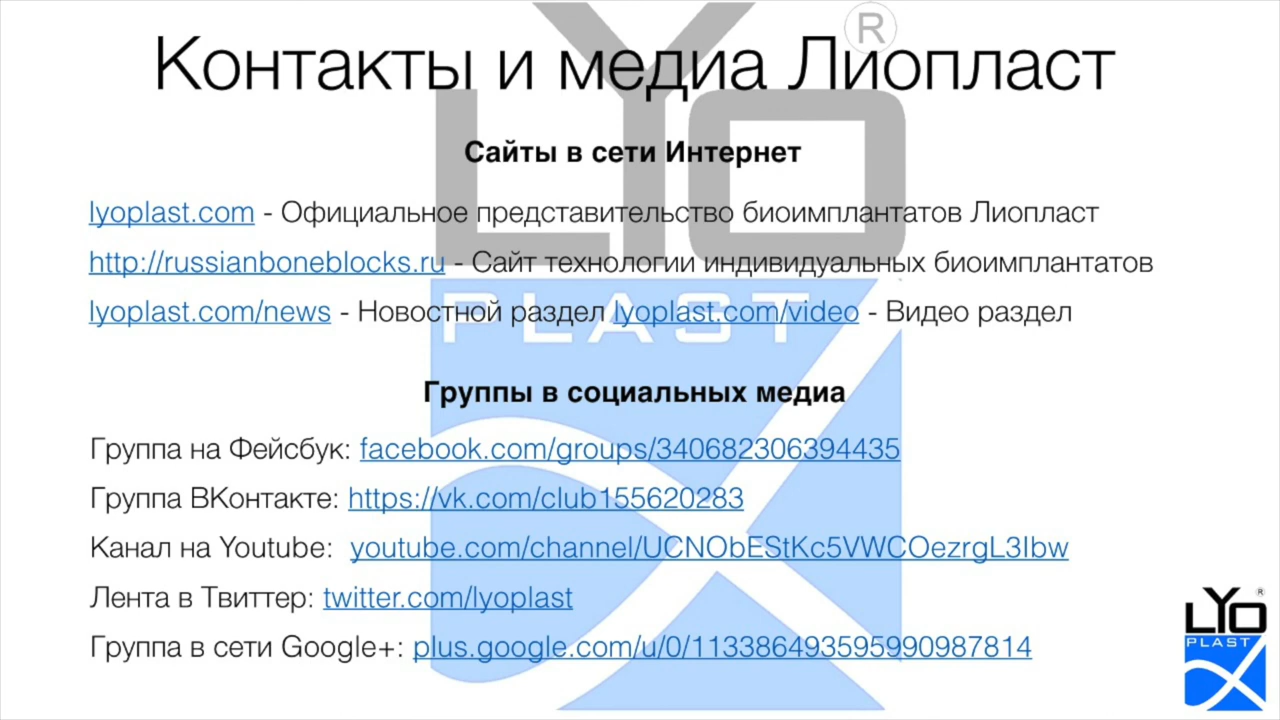 Контакты и медиа Лиопласт
Сайты в сети Интернет
lyoplast.com - Официальное представительство биоимплантатов Лиопласт
http://russianboneblocks.ru - Сайт технологии индивидуальных биоимплантатов
lyoplast.com/news - Новостной раздел lyoplast.com/video - Видео раздел
Группы в социальных медиа
Группа на Фейсбук: facebook.com/groups/340682306394435
Группа ВКонтакте: https://vk.com/club155620283
Канал на Youtube: youtube.com/channel/UCNObEStKc5VWCOezrgL3Ibw
Лента в Твиттер: twitter.com/lyoplast
Группа в сети Google+: plus.google.com/u/0/113386493595990987814
LYO ®
PLAST
LYO ®
PLAST